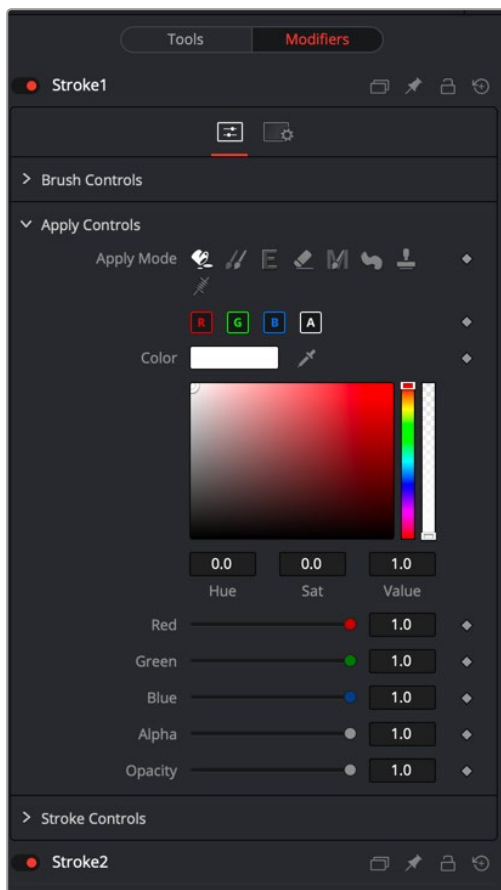 Tools Modifiers
Stroke1
Brush Controls
Apply Controls
Apply Mode
R G B A
Color
0.0 0.0 1.0
Hue Sat Value
Red 1.0
Green 1.0
Blue 1.0
Alpha 1.0
Opacity 1.0
Stroke Controls
Stroke2